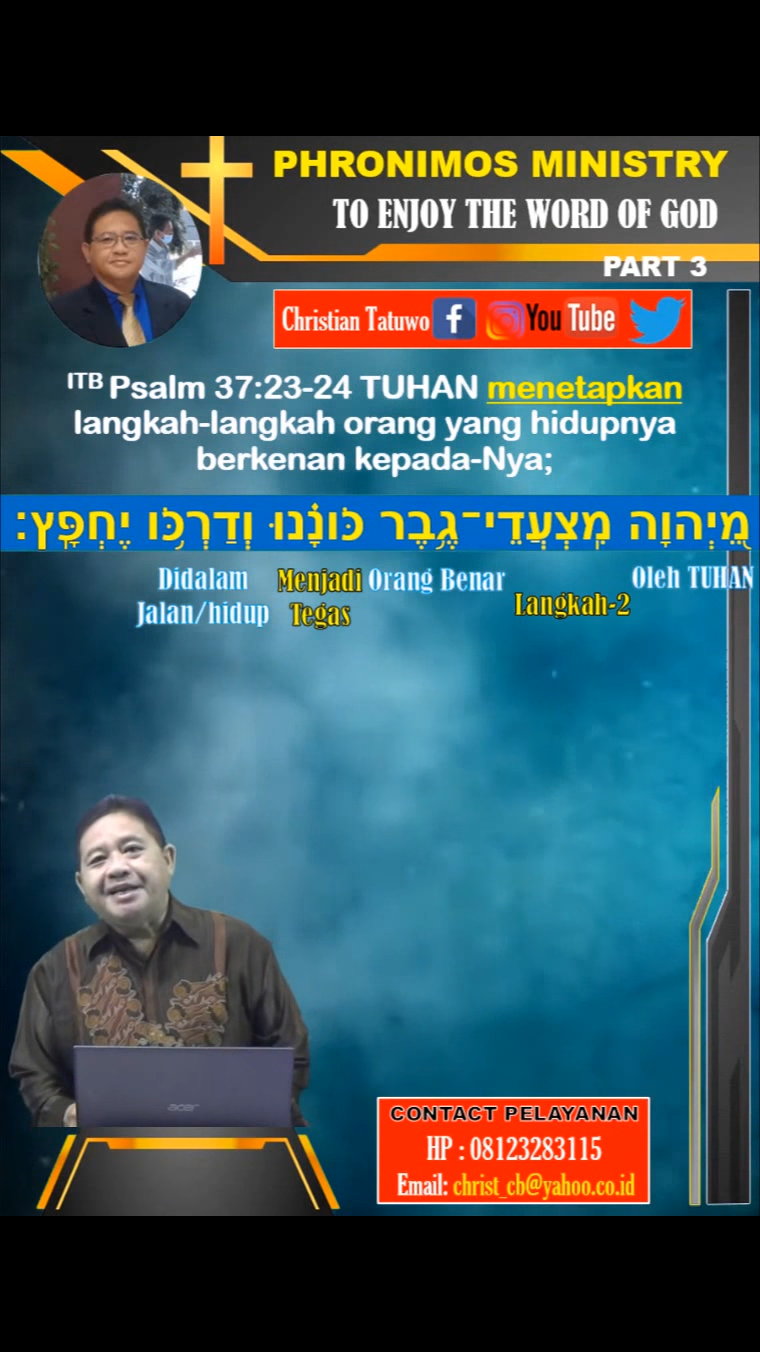 PHRONIMOS MINISTRY
TO ENJOY THE WORD OF GOD
PART 3
Christian Tatuwo f You Tube
ITB Psalm 37:23-24 TUHAN menetapkan
langkah-langkah orang yang hidupnya
berkenan kepada-Nya;
מֵ֭יְהוָה מִֽצְעֲדֵי־גֶ֥בֶר כּוֹנָ֗נוּ וְדַרְכּ֥וֹ יֶחְפָּֽץ׃
Didalam Menjadi Orang Benar Oleh TUHAN
Jalan/hidup Tegas Langkah-2
acer
CONTACT PELAYANAN
HP : 08123283115
Email: christ_cb@yahoo.co.id